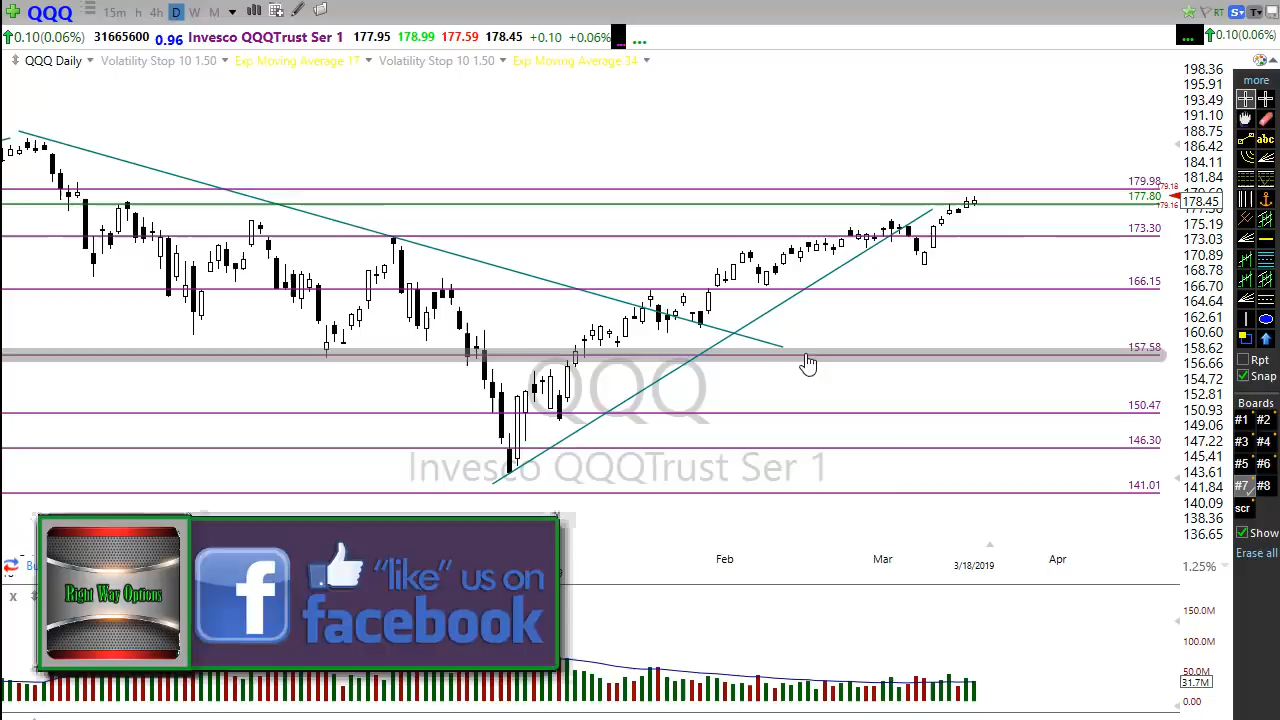 QQQ 15m h 4h D W M RT S T
0.10(0.06%) 31665600 0.96 Invesco QQQTrust Ser 1 177.95 178.99 177.59 178.45 +0.10 +0.06% ... ... 0.10(0.06%)
QQQ Daily Volatility Stop 10 1.50 Exp Moving Average 17 Volatility Stop 10 1.50 Exp Moving Average 34
198.36
195.91
193.49
191.10
188.75
186.42
184.11
181.84
178.45
175.19
173.03
170.89
168.78
166.70
164.64
162.61
160.60
158.62
156.66
154.72
152.81
150.93
149.06
147.22
145.41
143.61
141.84
140.09
138.36
136.65
1.25%
179.98
179.18
177.80
179.16
173.30
166.15
157.58
150.47
146.30
141.01
QQQ
Invesco QQQTrust Ser 1
more
abc
Rpt
Snap
Boards
#1 #2
#3 #4
#5 #6
#7 #8
scr
Show
Erase all
Feb Mar 3/18/2019 Apr
Right Way Options
f
"like" us on
facebook
x
150.0M
100.0M
50.0M
31.7M
0.00